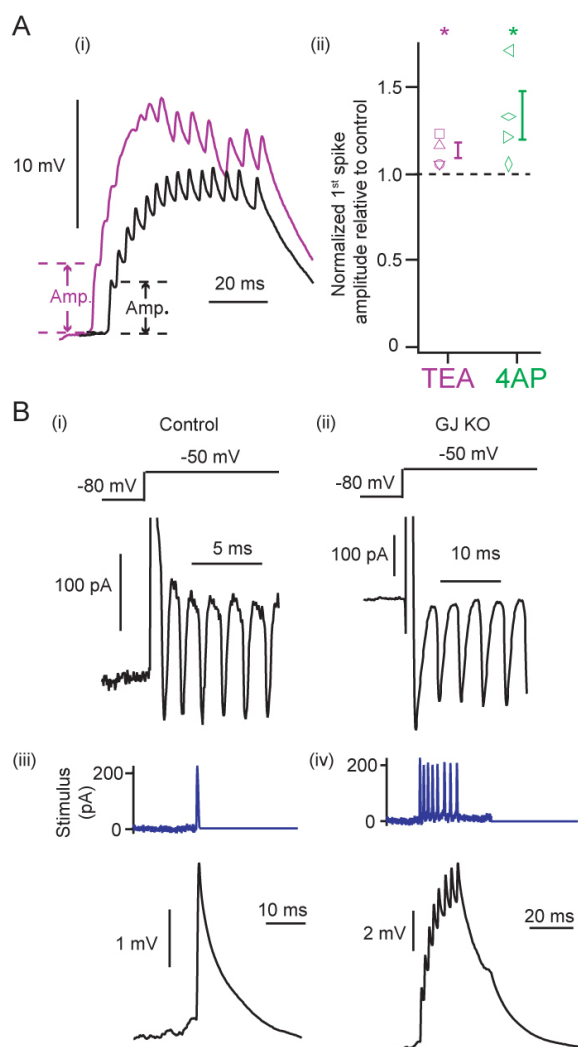 A
(i)
(ii)
10 mV
Amp.
Amp.
20 ms
Normalized 1st spike
amplitude relative to control
1.5
1.0
0.5
0
*
*
TEA
4AP
B
(i)
Control
(ii)
GJ KO
-50 mV
-80 mV
-50 mV
-80 mV
5 ms
100 pA
10 ms
100 pA
(iii)
(iv)
Stimulus
(pA)
200
0
200
0
10 ms
1 mV
20 ms
2 mV